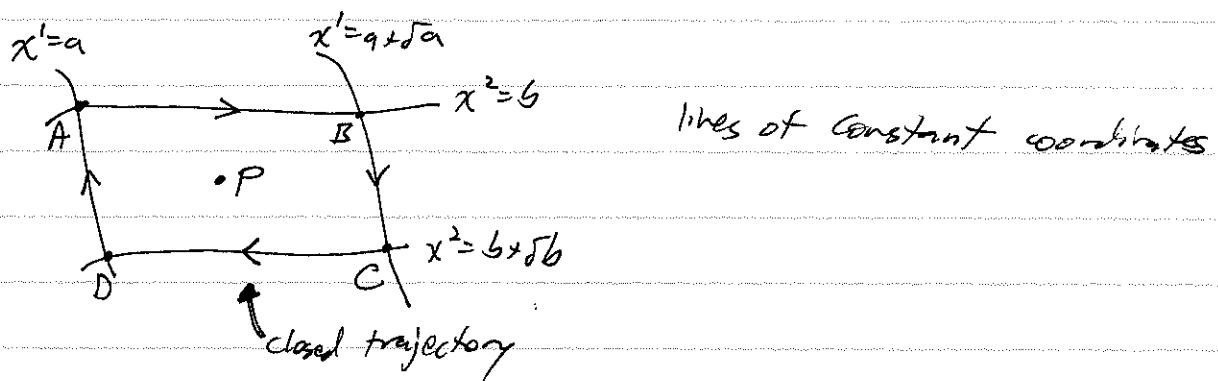 x¹=a
x¹=a+δa
x²=b
lines of constant coordinates
A
B
•P
x²=b+δb
D
C
closed trajectory